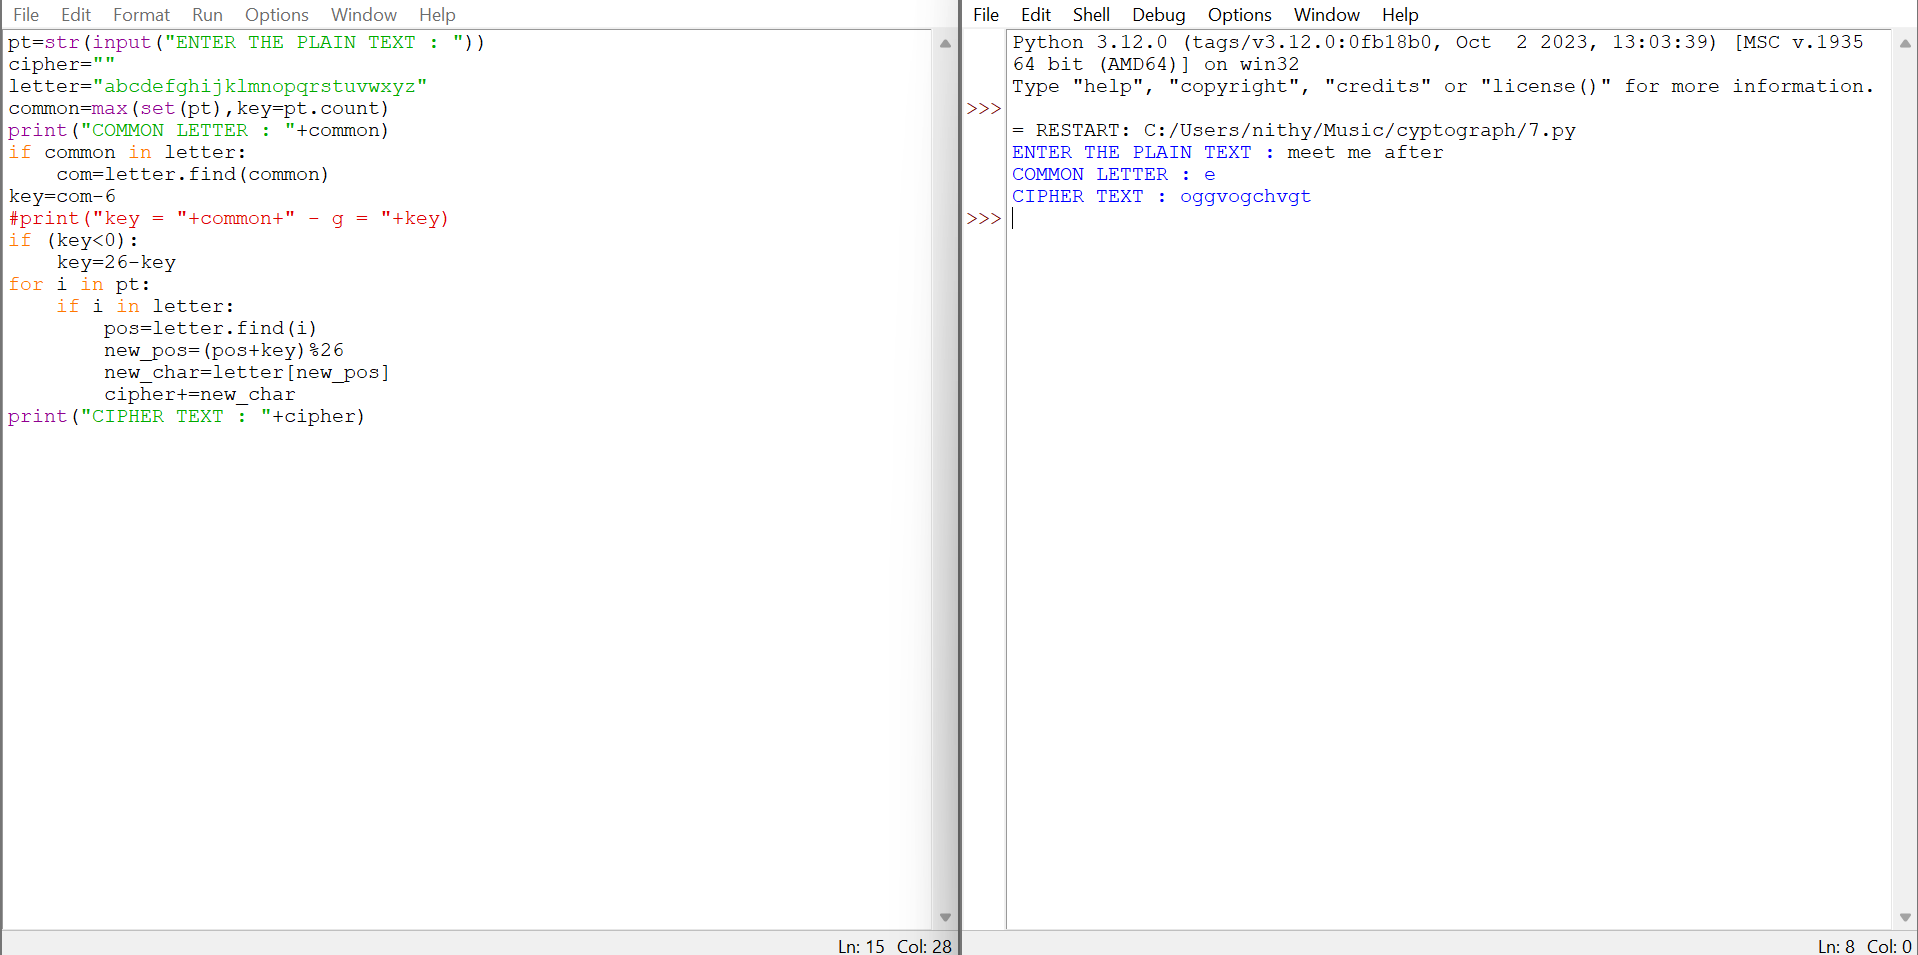 File Edit Format Run Options Window Help
pt=str(input("ENTER THE PLAIN TEXT : "))
cipher=""
letter="abcdefghijklmnopqrstuvwxyz"
common=max(set(pt),key=pt.count)
print("COMMON LETTER : "+common)
if common in letter:
    com=letter.find(common)
key=com-6
#print("key = "+common+" - g = "+key)
if (key<0):
    key=26-key
for i in pt:
    if i in letter:
        pos=letter.find(i)
        new_pos=(pos+key)%26
        new_char=letter[new_pos]
        cipher+=new_char
print("CIPHER TEXT : "+cipher)
Ln: 15 Col: 28
File Edit Shell Debug Options Window Help
Python 3.12.0 (tags/v3.12.0:0fb18b0, Oct  2 2023, 13:03:39) [MSC v.1935
64 bit (AMD64)] on win32
Type "help", "copyright", "credits" or "license()" for more information.
>>>
= RESTART: C:/Users/nithy/Music/cyptograph/7.py
ENTER THE PLAIN TEXT : meet me after
COMMON LETTER : e
CIPHER TEXT : oggvogchvgt
>>>
Ln: 8 Col: 0